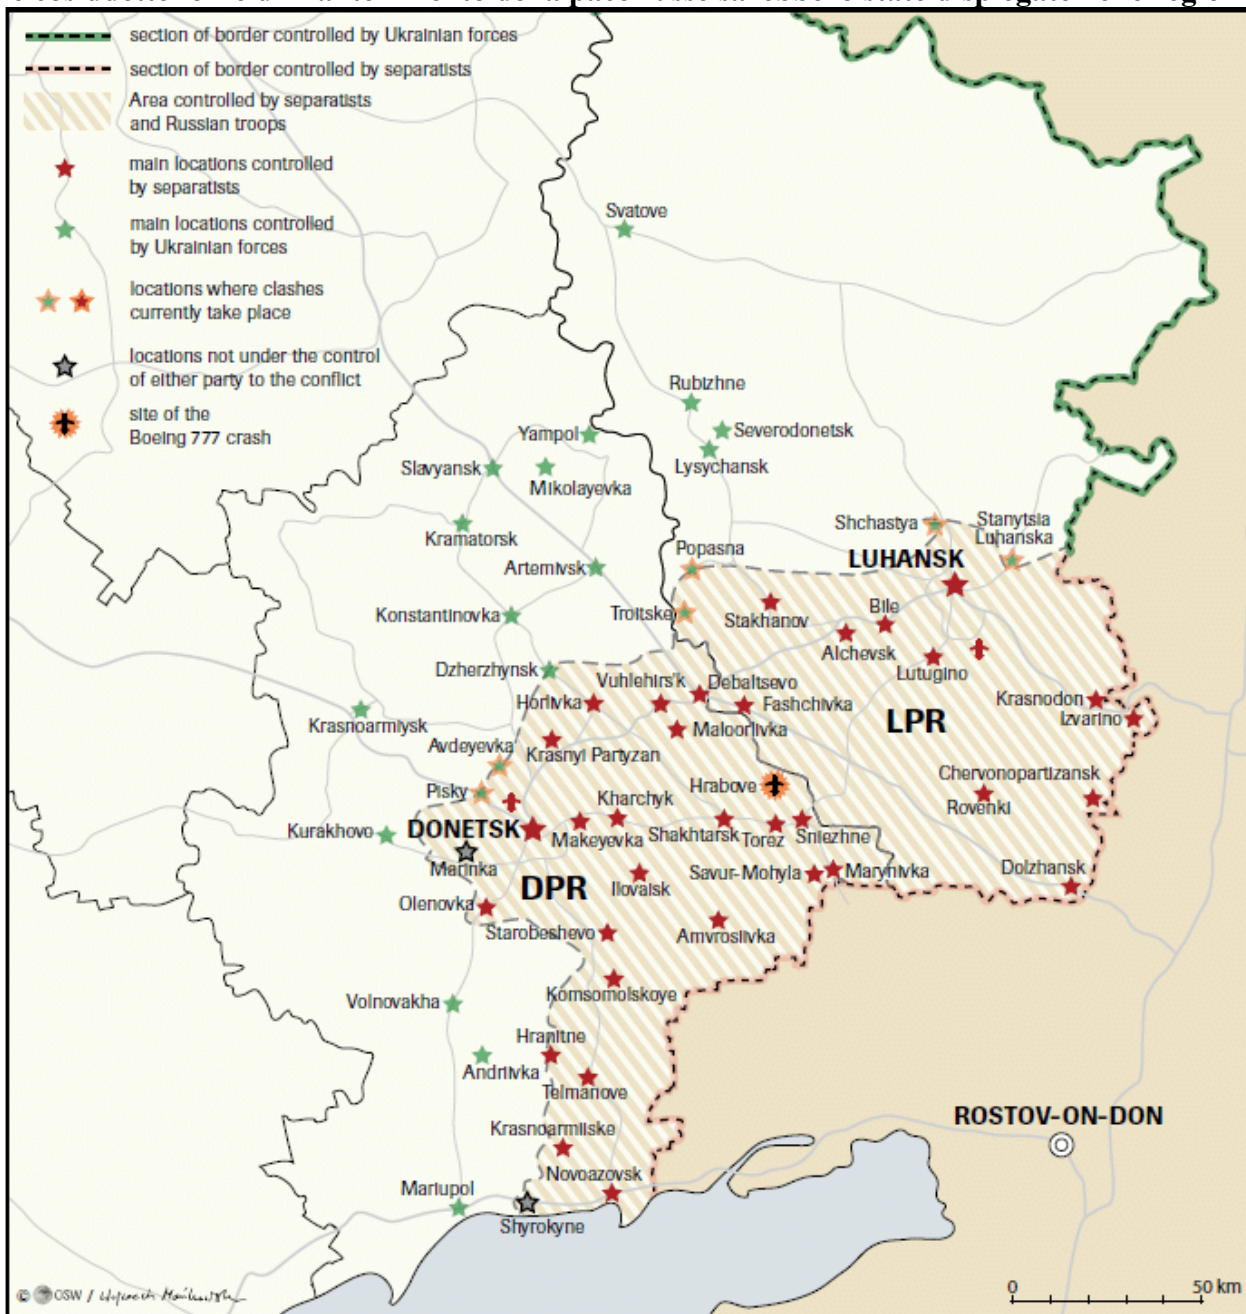 section of border controlled by Ukrainian forces
section of border controlled by separatists
Area controlled by separatists
and Russian troops
main locations controlled
by separatists
main locations controlled
by Ukrainian forces
locations where clashes
currently take place
locations not under the control
of either party to the conflict
site of the
Boeing 777 crash
Svatove
Rubizhne
Severodonetsk
Lysychansk
Yampol
Slavyansk
Mikolayevka
Kramatorsk
Artemivsk
Konstantinovka
Dzherzhynsk
Krasnoarmiysk
Shchastya
Stanytsia
Luhanska
LUHANSK
Popasna
Troitske
Stakhanov
Bile
Alchevsk
Lutugino
Vuhlehirs'k
Debaltsevo
Horlivka
Fashchivka
Krasnodon
Izvarino
LPR
Maloorlivka
Avdeyevka
Krasnyi Partyzan
Pisky
Hrabove
Chervonopartizansk
Rovenki
Kharchyk
Kurakhovo
DONETSK
Makeyevka
Shakhtarsk
Torez
Sniezhne
Marinka
DPR
Ilovaisk
Savur-Mohyla
Marynivka
Dolzhansk
Olenovka
Starobeshevo
Amvrosiivka
Komsomolskoye
Volnovakha
Hranitne
Andriivka
Telmanove
Krasnoarmiiske
ROSTOV-ON-DON
Novoazovsk
Mariupol
Shyrokyne
© OSW /
0 50 km